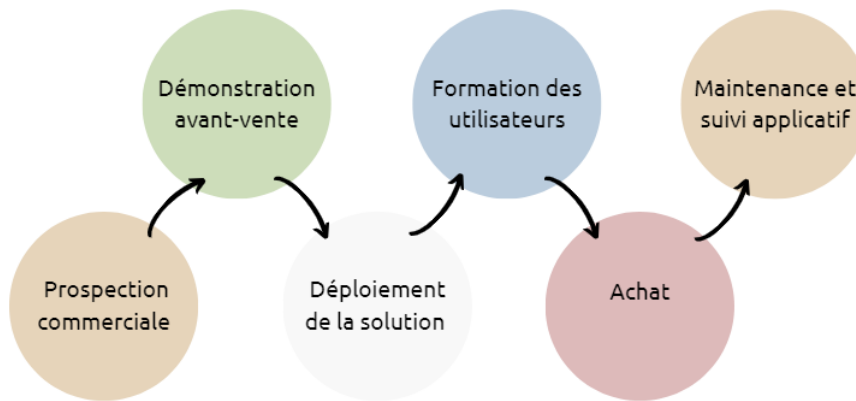 Prospection
commerciale
Démonstration
avant-vente
Déploiement
de la solution
Formation des
utilisateurs
Achat
Maintenance et
suivi applicatif